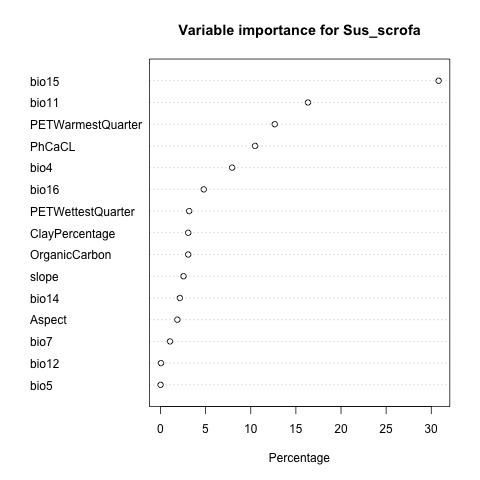 Variable importance for Sus_scrofa
bio15
bio11
PETWarmestQuarter
PhCaCL
bio4
bio16
PETWettestQuarter
ClayPercentage
OrganicCarbon
slope
bio14
Aspect
bio7
bio12
bio5
0 5 10 15 20 25 30
Percentage